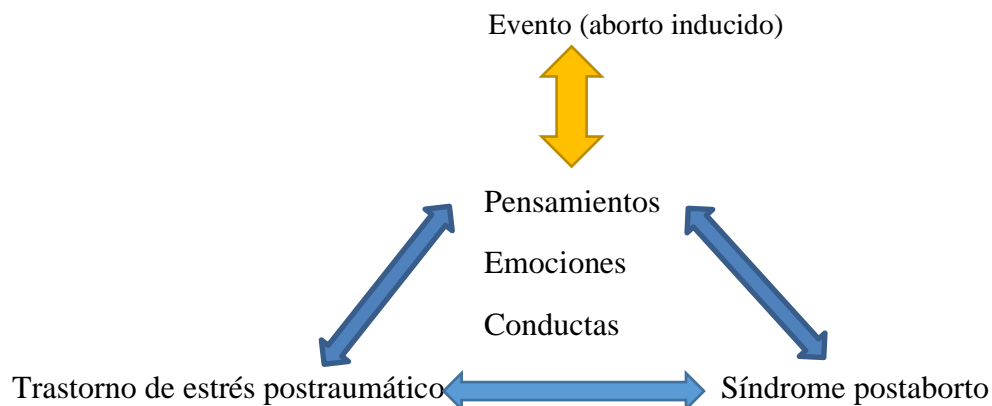 Evento (aborto inducido)
Pensamientos
Emociones
Conductas
Trastorno de estrés postraumático
Síndrome postaborto